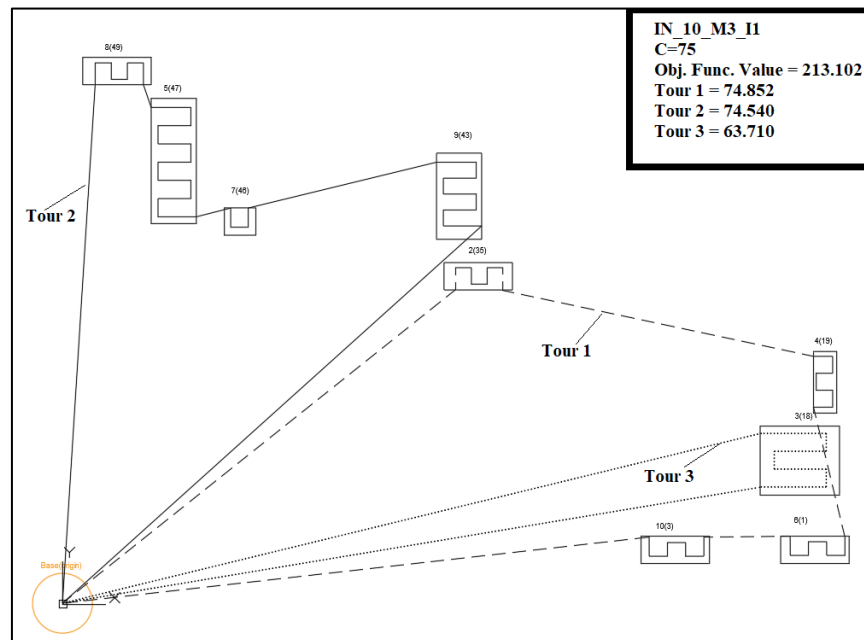 IN_10_M3_I1
C=75
Obj. Func. Value = 213.102
Tour 1 = 74.852
Tour 2 = 74.540
Tour 3 = 63.710
8(49)
5(47)
9(43)
7(46)
Tour 2
2(35)
Tour 1
4(19)
3(18)
Tour 3
10(3)
6(1)
Y
Base(origin)
X